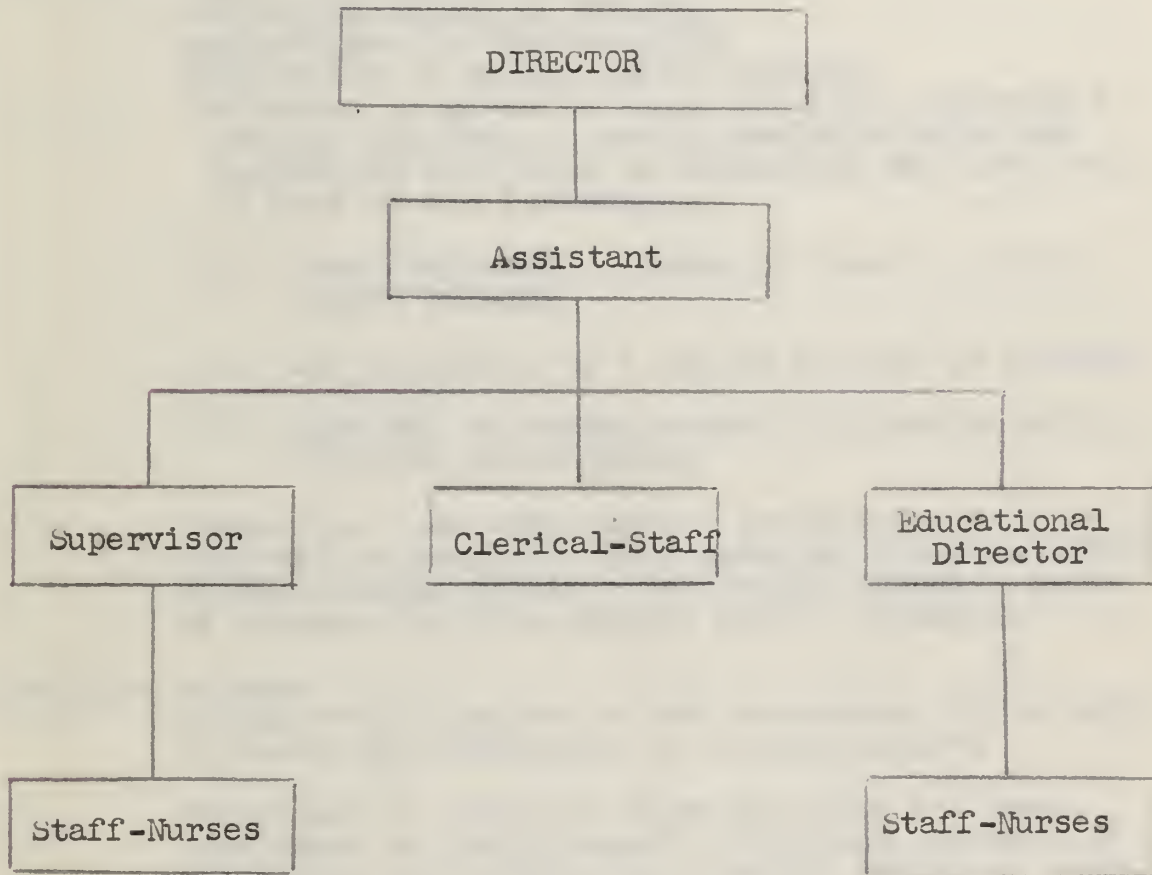 DIRECTOR
Assistant
Supervisor
Clerical-Staff
Educational
Director
Staff-Nurses
Staff-Nurses